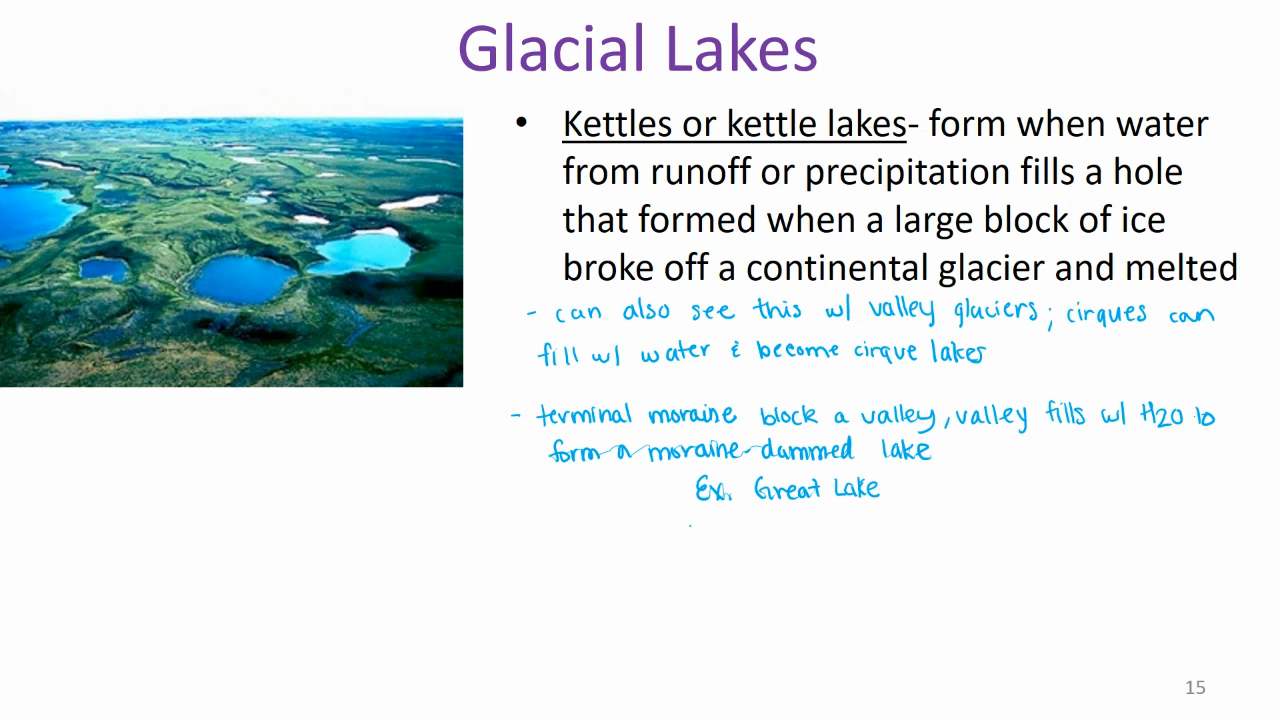 Glacial Lakes
• Kettles or kettle lakes- form when water
from runoff or precipitation fills a hole
that formed when a large block of ice
broke off a continental glacier and melted
- can also see this w/ valley glaciers; cirques can
fill w/ water & become cirque lakes
- terminal moraine block a valley, valley fills w/ H20 to
form a moraine-dammed lake
Ex. Great Lake
15